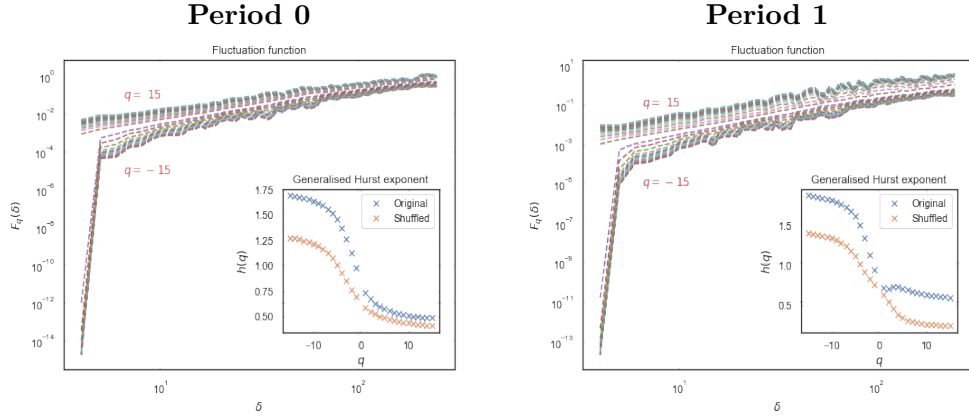 Period 0
Fluctuation function
10^0
10^-2
10^-4
10^-6
10^-8
10^-10
10^-12
10^-14
F_q(δ)
q = 15
q = −15
Generalised Hurst exponent
1.75
1.50
1.25
1.00
0.75
0.50
h(q)
Original
Shuffled
−10
0
10
q
10^1
10^2
δ
Period 1
Fluctuation function
10^1
10^-1
10^-3
10^-5
10^-7
10^-9
10^-11
10^-13
F_q(δ)
q = 15
q = −15
Generalised Hurst exponent
1.5
1.0
0.5
h(q)
Original
Shuffled
−10
0
10
q
10^1
10^2
δ